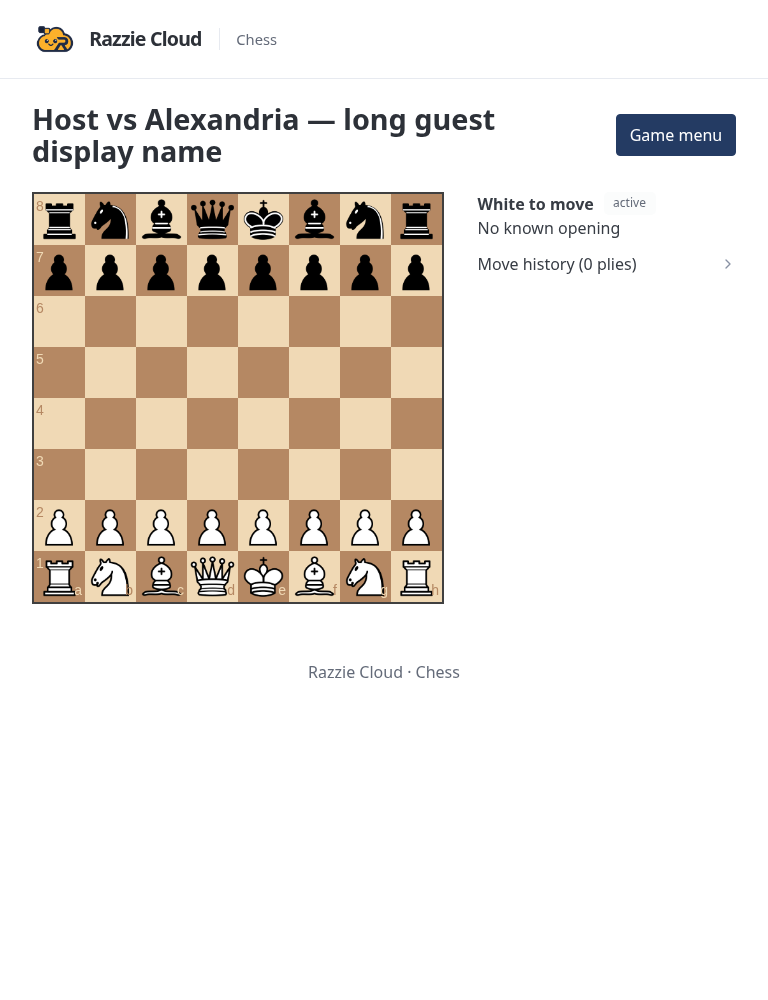 Razzie Cloud
Chess
Host vs Alexandria — long guest
display name
Game menu
8
7
6
5
4
3
2
1
a
b
c
d
e
f
g
h
White to move
active
No known opening
Move history (0 plies)
Razzie Cloud · Chess